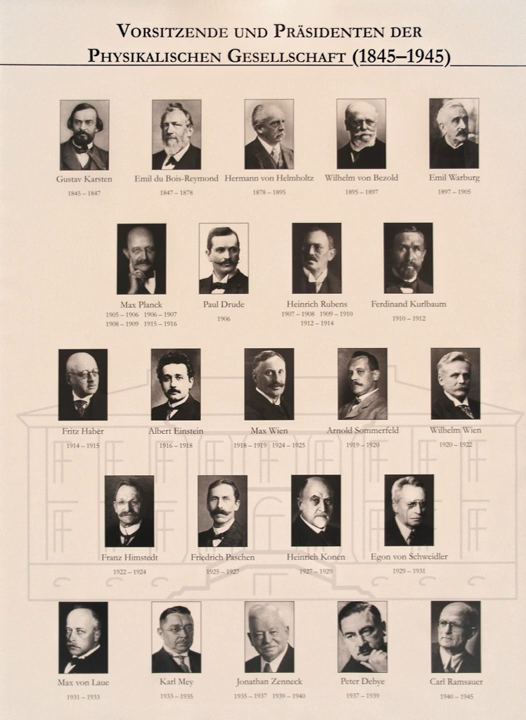 Vorsitzende und Präsidenten der
Physikalischen Gesellschaft (1845–1945)
Gustav Karsten Emil du Bois-Reymond Hermann von Helmholtz Wilhelm von Bezold Emil Warburg
1845 – 1847 1847 – 1878 1878 – 1895 1895 – 1897 1897 – 1905
Max Planck Paul Drude Heinrich Rubens Ferdinand Kurlbaum
1905 – 1906 1906 – 1907 1906 1907 – 1908 1909 – 1910 1910 – 1912
1908 – 1909 1915 – 1916 1912 – 1914
Fritz Haber Albert Einstein Max Wien Arnold Sommerfeld Wilhelm Wien
1914 – 1915 1916 – 1918 1918 – 1919 1924 – 1925 1919 – 1920 1920 – 1922
Franz Himstedt Friedrich Paschen Heinrich Konen Egon von Schweidler
1922 – 1924 1925 – 1927 1927 – 1929 1929 – 1931
Max von Laue Karl Mey Jonathan Zenneck Peter Debye Carl Ramsauer
1931 – 1933 1933 – 1935 1935 – 1937 1939 – 1940 1937 – 1939 1940 – 1945